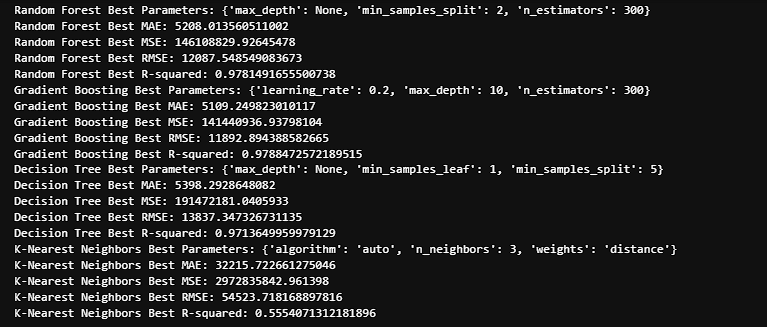 Random Forest Best Parameters: {'max_depth': None, 'min_samples_split': 2, 'n_estimators': 300}
Random Forest Best MAE: 5208.013560511002
Random Forest Best MSE: 146108829.92645478
Random Forest Best RMSE: 12087.548549083673
Random Forest Best R-squared: 0.9781491655500738
Gradient Boosting Best Parameters: {'learning_rate': 0.2, 'max_depth': 10, 'n_estimators': 300}
Gradient Boosting Best MAE: 5109.249823010117
Gradient Boosting Best MSE: 141440936.93798104
Gradient Boosting Best RMSE: 11892.894388582665
Gradient Boosting Best R-squared: 0.9788472572189515
Decision Tree Best Parameters: {'max_depth': None, 'min_samples_leaf': 1, 'min_samples_split': 5}
Decision Tree Best MAE: 5398.2928648082
Decision Tree Best MSE: 191472181.0405933
Decision Tree Best RMSE: 13837.347326731135
Decision Tree Best R-squared: 0.9713649959979129
K-Nearest Neighbors Best Parameters: {'algorithm': 'auto', 'n_neighbors': 3, 'weights': 'distance'}
K-Nearest Neighbors Best MAE: 32215.722661275046
K-Nearest Neighbors Best MSE: 2972835842.961398
K-Nearest Neighbors Best RMSE: 54523.718168897816
K-Nearest Neighbors Best R-squared: 0.5554071312181896